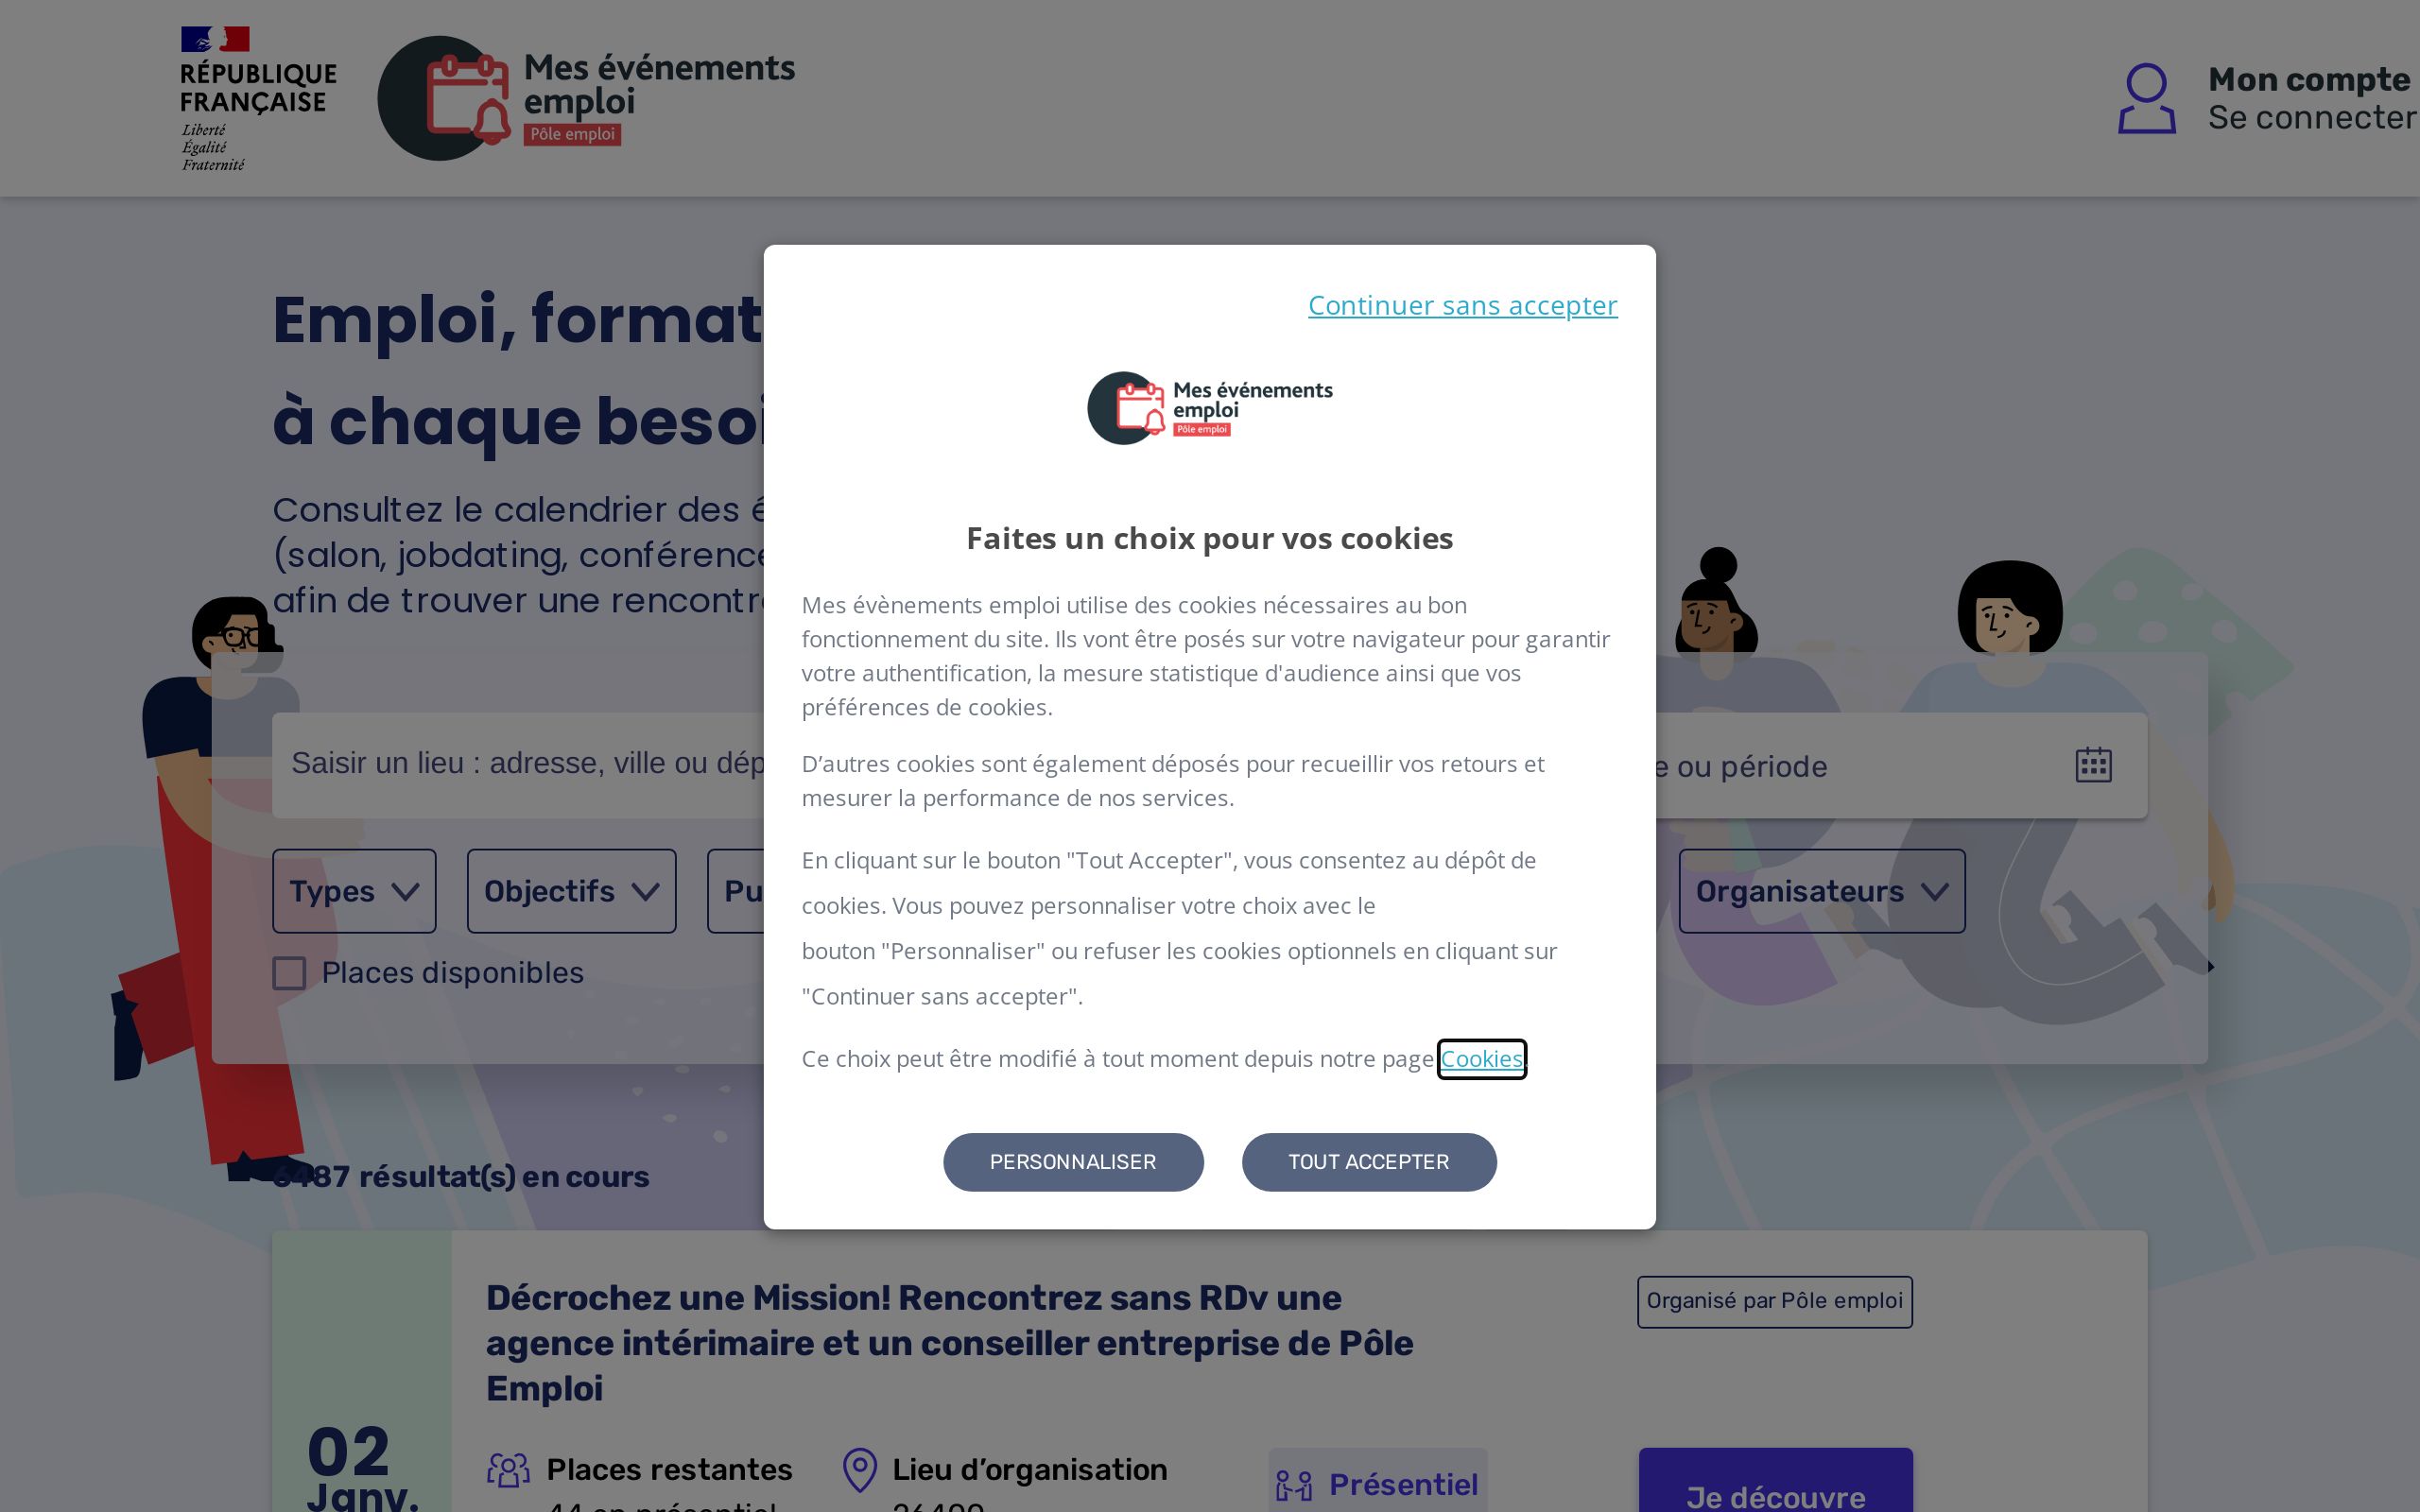 RÉPUBLIQUE
FRANÇAISE
Liberté
Égalité
Fraternité
Mes événements
emploi
Pôle emploi
Mon compte
Se connecter
Emploi, format
à chaque besoi
Consultez le calendrier des é
(salon, jobdating, conférence
afin de trouver une rencontre
Saisir un lieu : adresse, ville ou dép
e ou période
Types
Objectifs
Pu
Organisateurs
Places disponibles
6487 résultat(s) en cours
Continuer sans accepter
Mes événements
emploi
Pôle emploi
Faites un choix pour vos cookies
Mes évènements emploi utilise des cookies nécessaires au bon
fonctionnement du site. Ils vont être posés sur votre navigateur pour garantir
votre authentification, la mesure statistique d'audience ainsi que vos
préférences de cookies.
D’autres cookies sont également déposés pour recueillir vos retours et
mesurer la performance de nos services.
En cliquant sur le bouton "Tout Accepter", vous consentez au dépôt de
cookies. Vous pouvez personnaliser votre choix avec le
bouton "Personnaliser" ou refuser les cookies optionnels en cliquant sur
"Continuer sans accepter".
Ce choix peut être modifié à tout moment depuis notre page Cookies.
PERSONNALISER
TOUT ACCEPTER
02
Janv.
Décrochez une Mission! Rencontrez sans RDv une
agence intérimaire et un conseiller entreprise de Pôle
Emploi
Organisé par Pôle emploi
Places restantes
44 en présentiel
Lieu d’organisation
26400
Présentiel
Je découvre